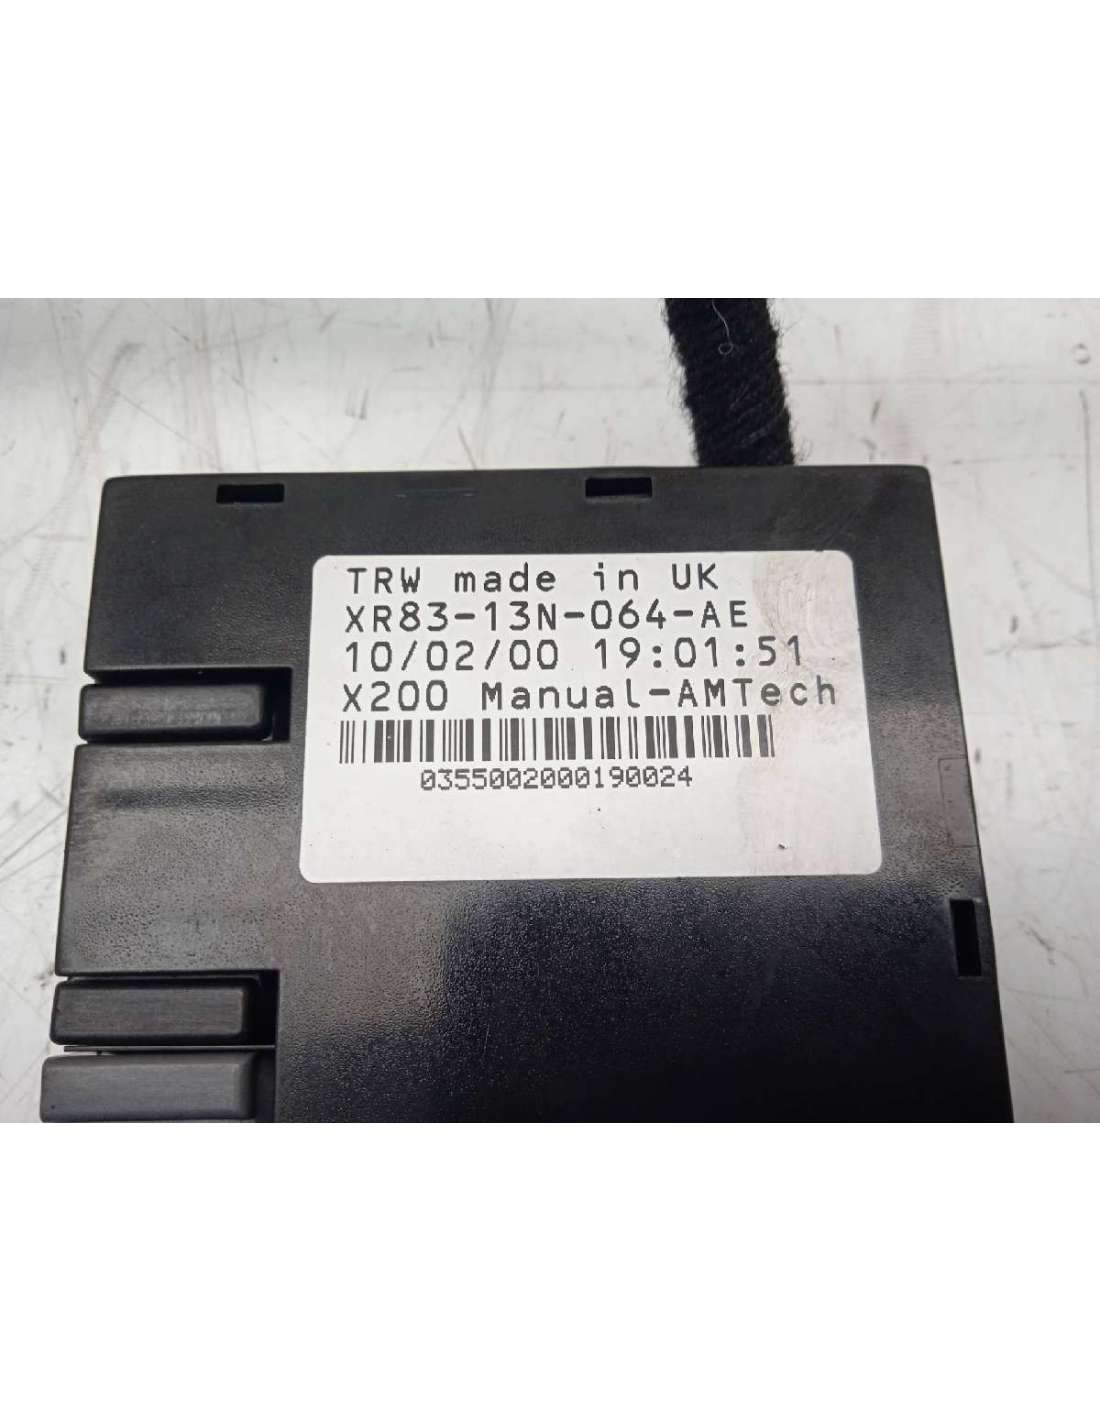 TRW made in UK
XR83-13N-064-AE
10/02/00 19:01:51
X200 Manual-AMTech
0355002000190024